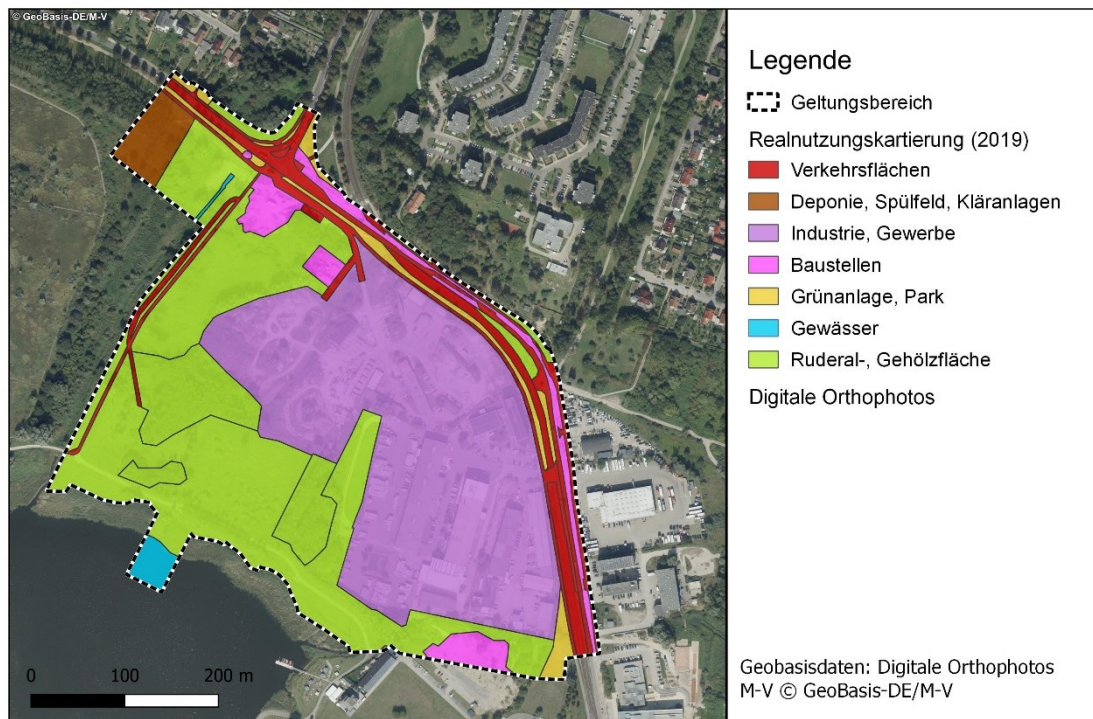 © GeoBasis-DE/M-V
Legende
Geltungsbereich
Realnutzungskartierung (2019)
Verkehrsflächen
Deponie, Spülfeld, Kläranlagen
Industrie, Gewerbe
Baustellen
Grünanlage, Park
Gewässer
Ruderal-, Gehölzfläche
Digitale Orthophotos
0 100 200 m
Geobasisdaten: Digitale Orthophotos
M-V © GeoBasis-DE/M-V